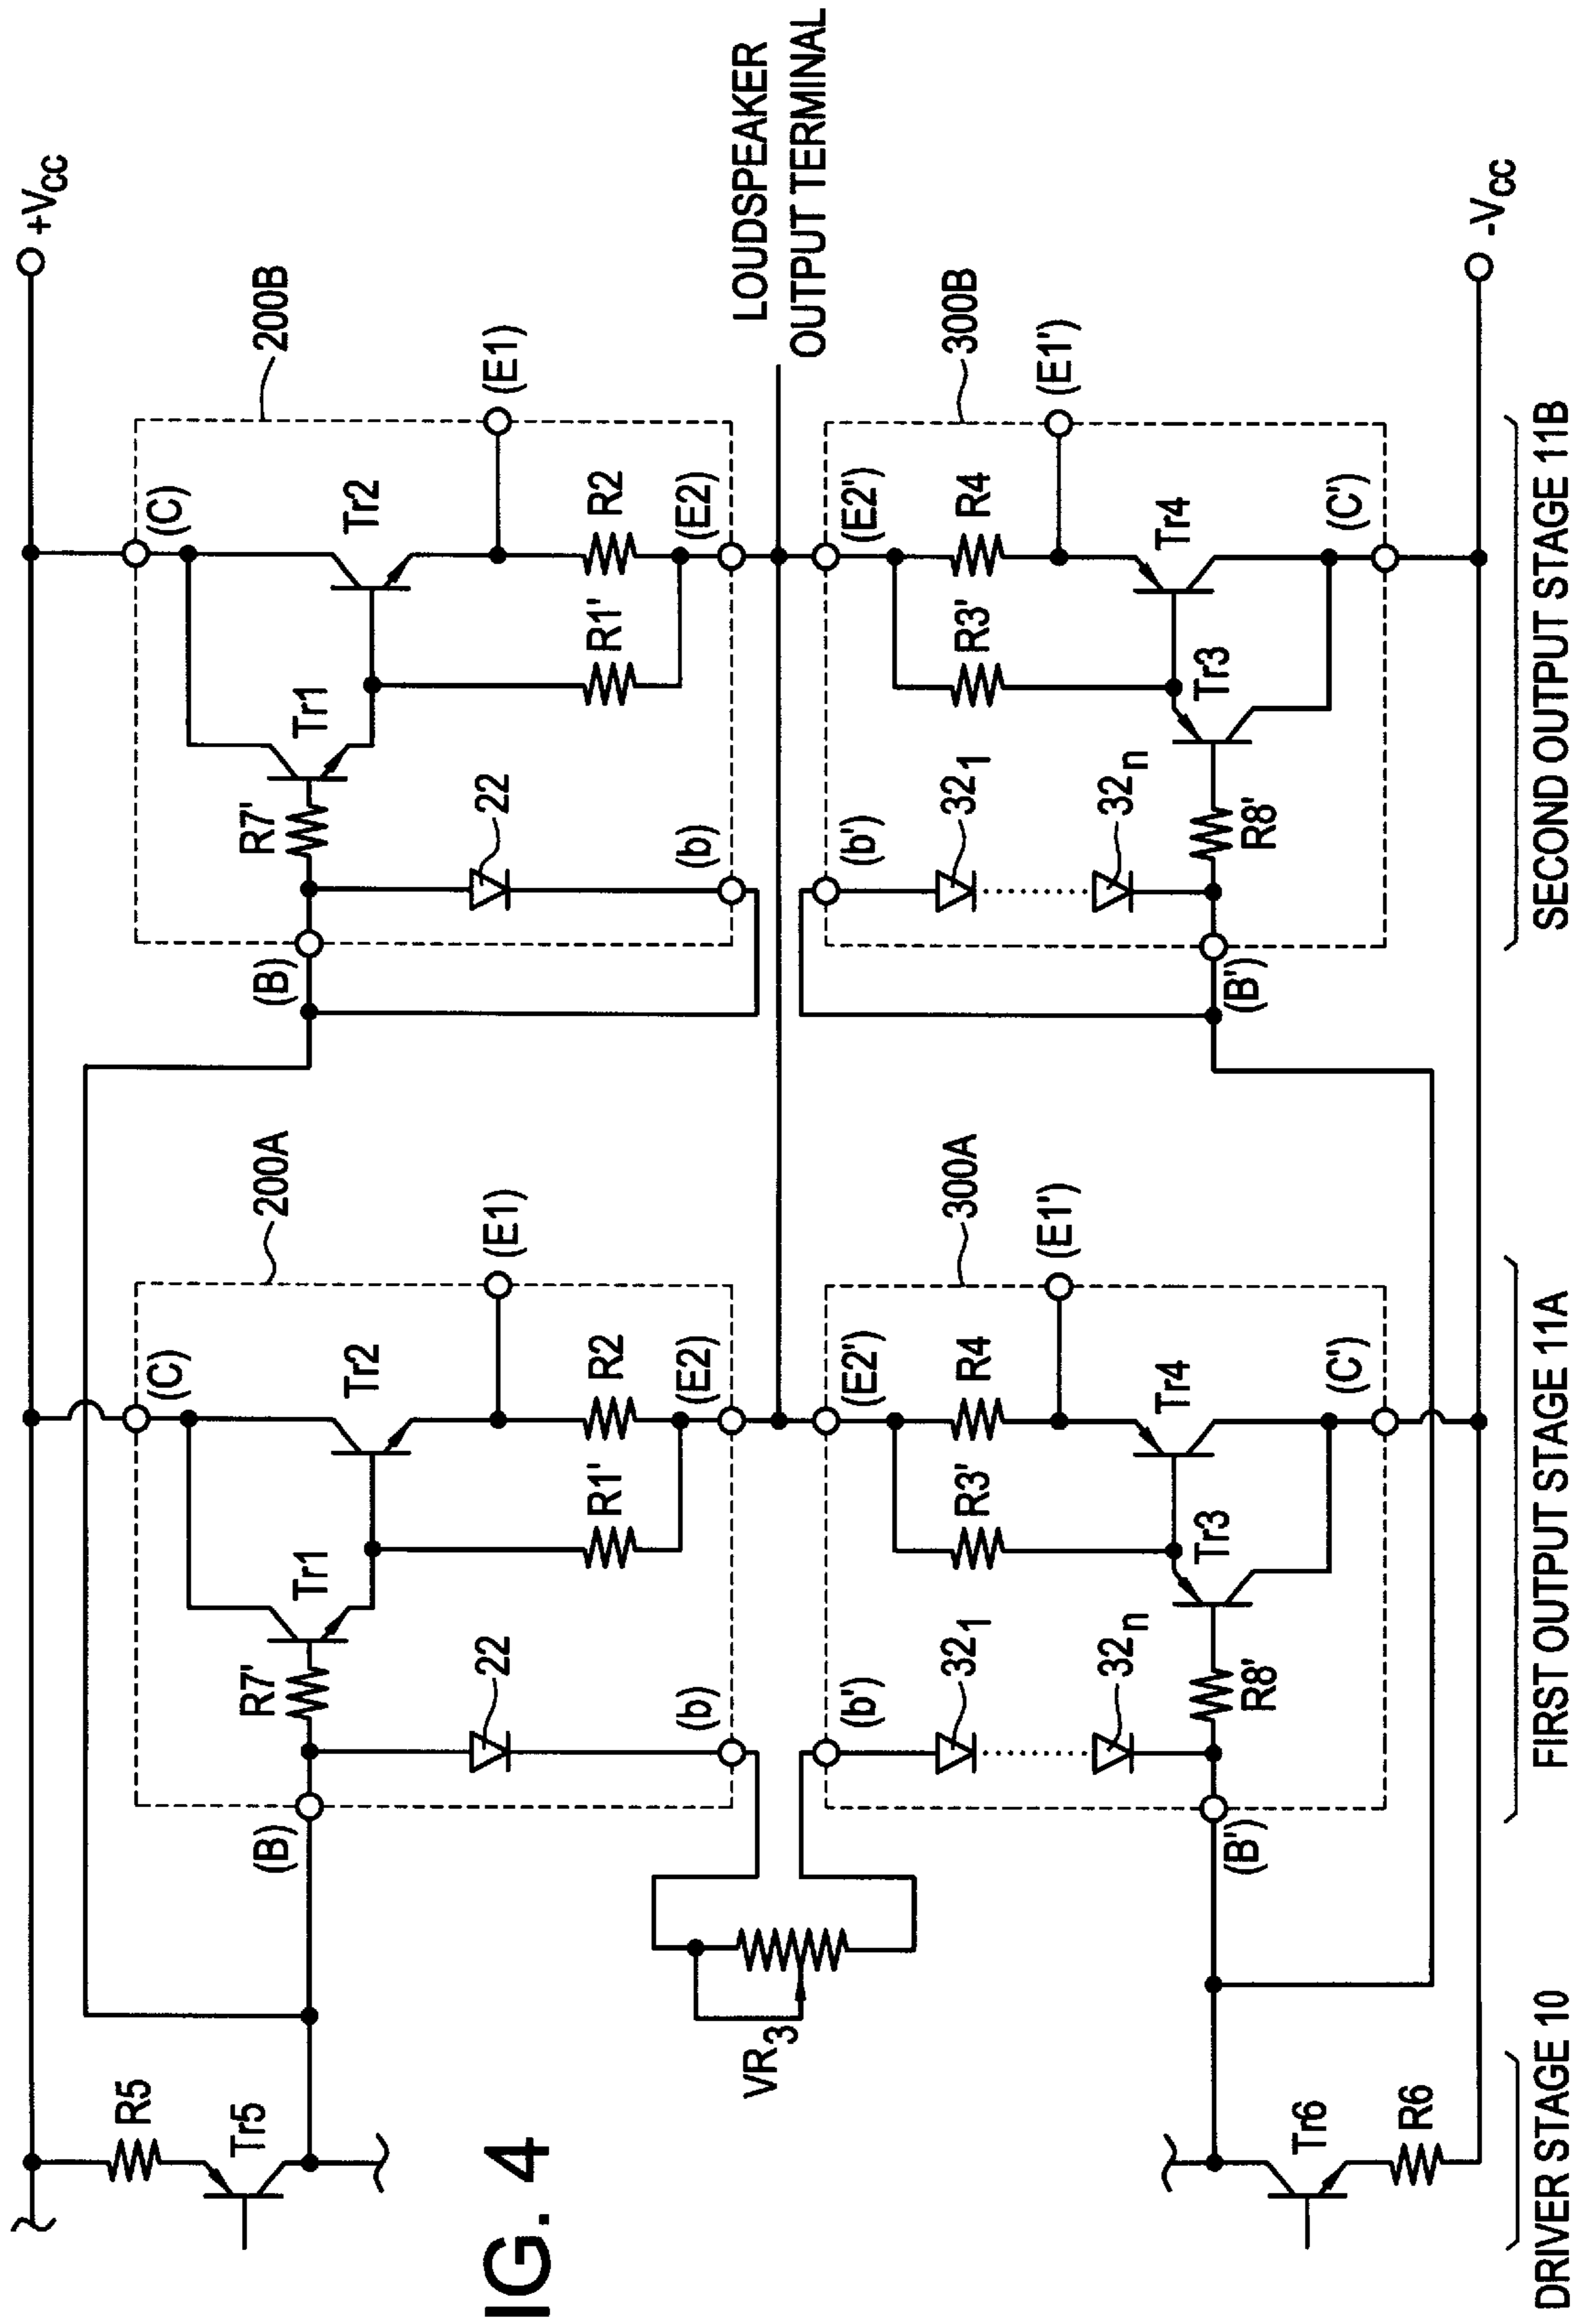 IG. 4
+VCC
R5
Tr5
VR3
Tr6
R6
-VCC
DRIVER STAGE 10
200A
(C)
Tr2
Tr1
R7'
22
(B)
(b)
R1'
R2
(E1)
(E2)
300A
(b')
321
32n
(B')
R8'
Tr3
R3'
R4
(E2')
(E1')
Tr4
(C')
FIRST OUTPUT STAGE 11A
200B
(C)
Tr2
Tr1
R7'
22
(B)
(b)
R1'
R2
(E1)
(E2)
LOUDSPEAKER
OUTPUT TERMINAL
300B
(b')
321
32n
(B')
R8'
Tr3
R3'
R4
(E2')
(E1')
Tr4
(C')
SECOND OUTPUT STAGE 11B